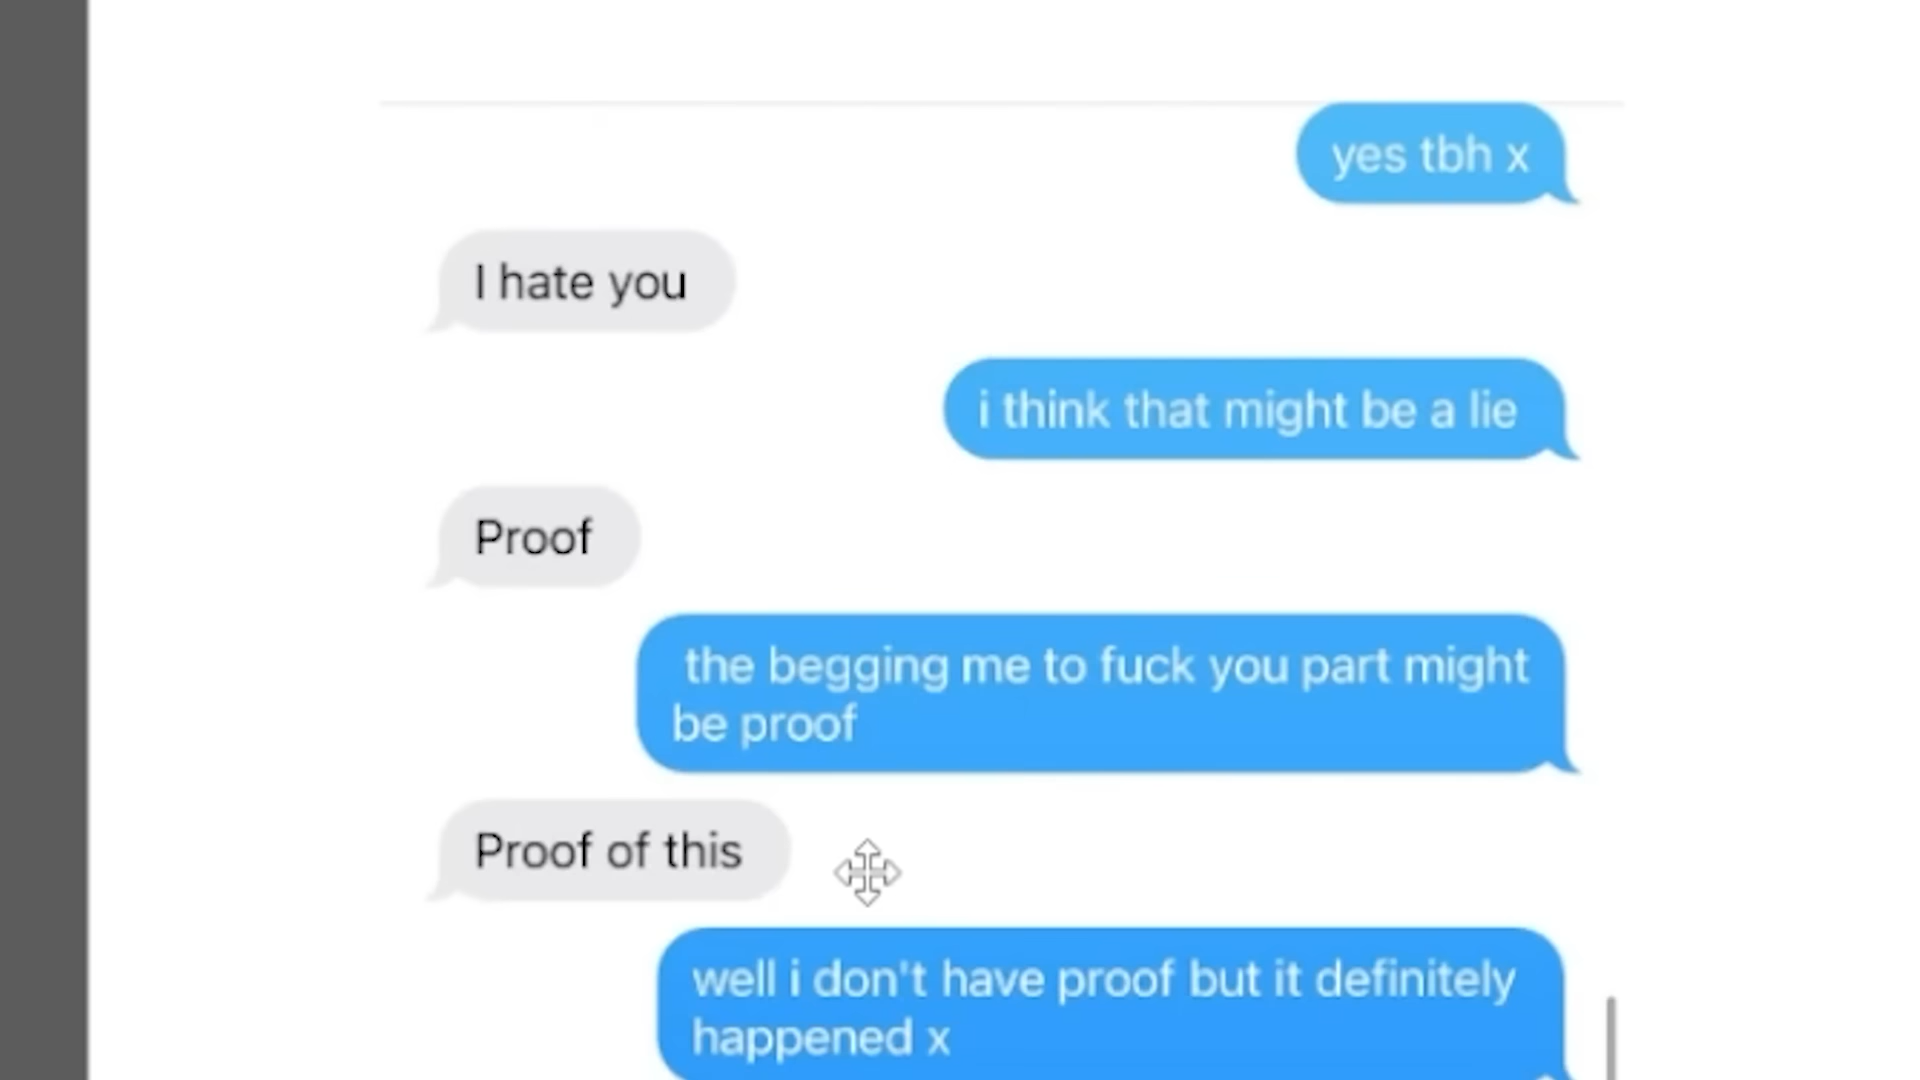 yes tbh x
I hate you
i think that might be a lie
Proof
the begging me to fuck you part might
be proof
Proof of this
well i don't have proof but it definitely
happened x